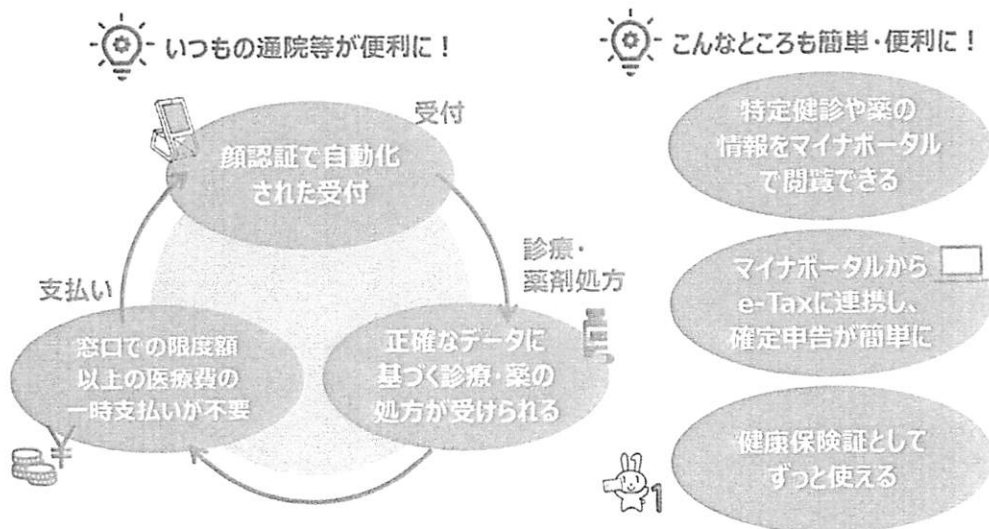 いつもの通院等が便利に！
受付
顔認証で自動化
された受付
診療・
薬剤処方
正確なデータに
基づく診療・薬の
処方が受けられる
支払い
窓口での限度額
以上の医療費の
一時支払いが不要
¥
こんなところも簡単・便利に！
特定健診や薬の
情報をマイナポータル
で閲覧できる
マイナポータルから
e-Taxに連携し、
確定申告が簡単に
健康保険証として
ずっと使える
1